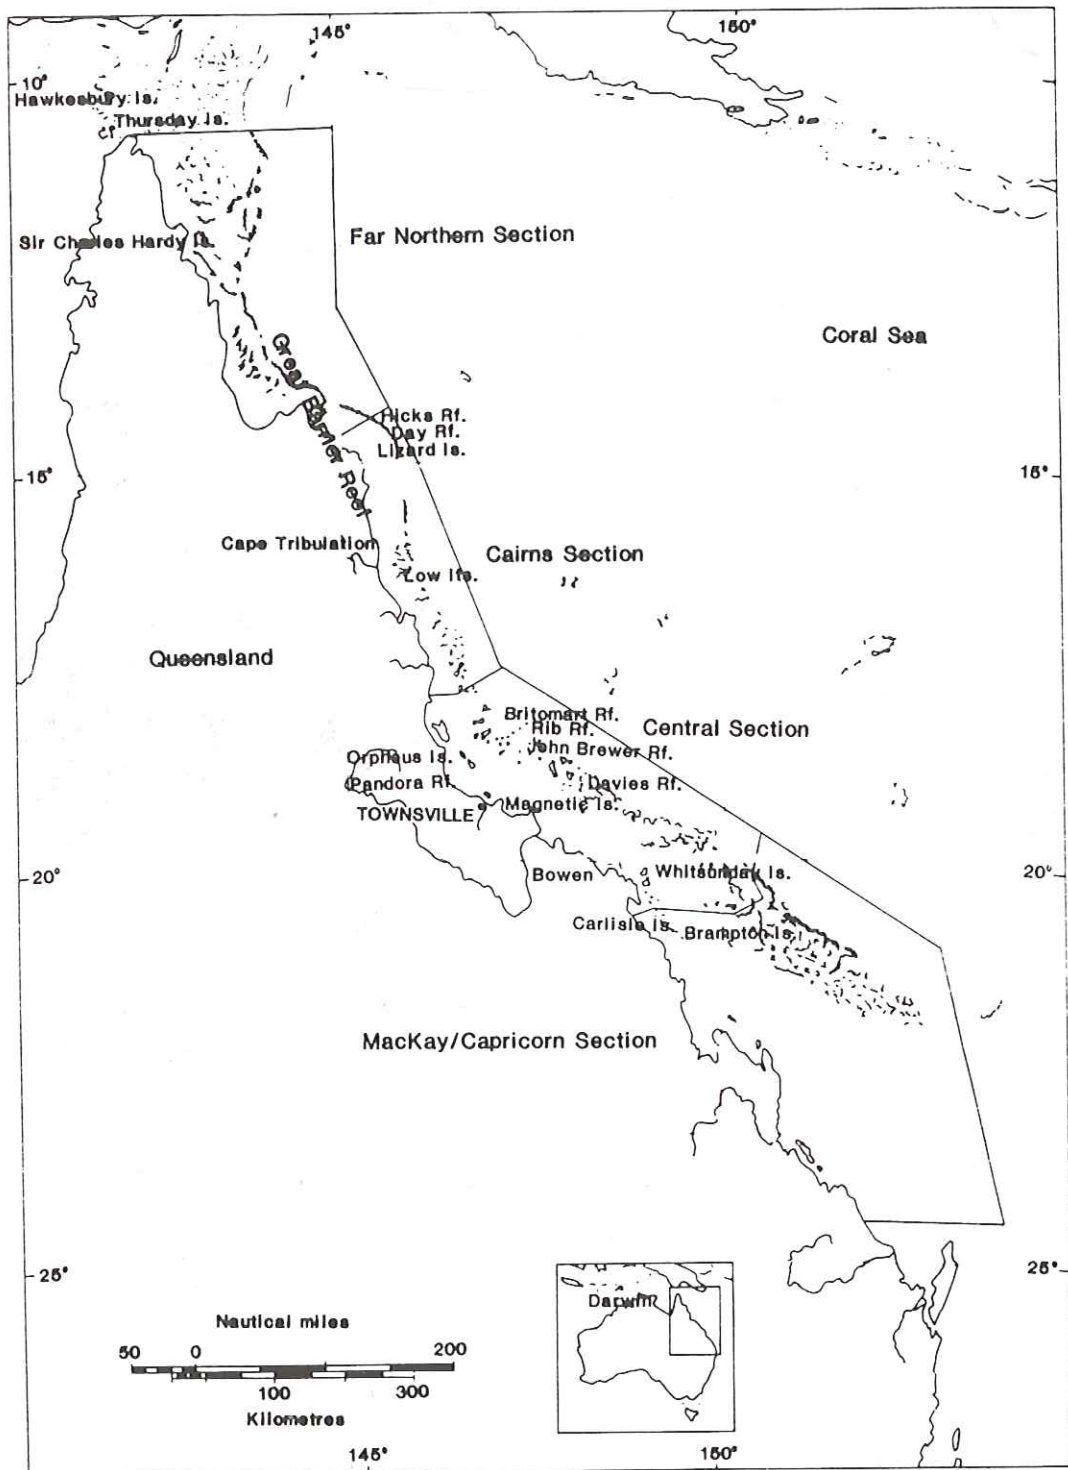 145°
150°
10°
Hawkesbury Is.
Thursday Is.
Sir Charles Hardy Is.
Far Northern Section
Coral Sea
Great Barrier Reef
Hicks Rf.
Day Rf.
Lizard Is.
15°
15°
Cape Tribulation
Cairns Section
Low Its.
Queensland
Britomart Rf.
Rib Rf.
Central Section
John Brewer Rf.
Orpheus Is.
Pandora Rf.
Davies Rf.
Magnetic Is.
TOWNSVILLE
20°
Bowen
Whitsunday Is.
20°
Carlisle Is.
Brampton Is.
MacKay/Capricorn Section
25°
25°
Darwin
Nautical miles
50 0 200
100 300
Kilometres
145°
150°